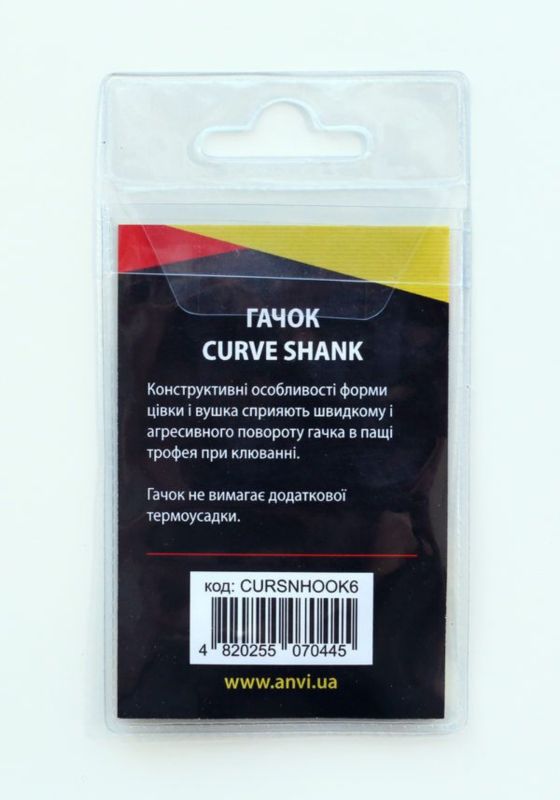 ГАЧОК
CURVE SHANK
Конструктивні особливості форми
цівки і вушка сприяють швидкому і
агресивного повороту гачка в пащі
трофея при клюванні.
Гачок не вимагає додаткової
термоусадки.
код: CURSNHOOK6
4 820255 070445
www.anvi.ua